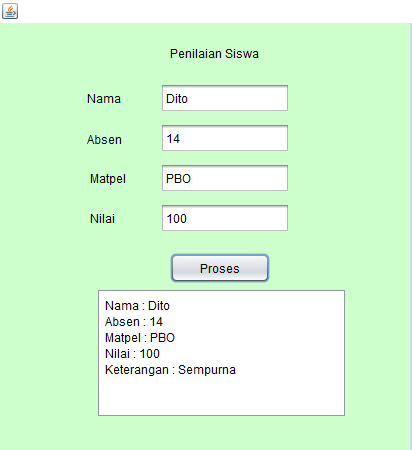 Penilaian Siswa
Nama Dito
Absen 14
Matpel PBO
Nilai 100
Proses
Nama : Dito
Absen : 14
Matpel : PBO
Nilai : 100
Keterangan : Sempurna